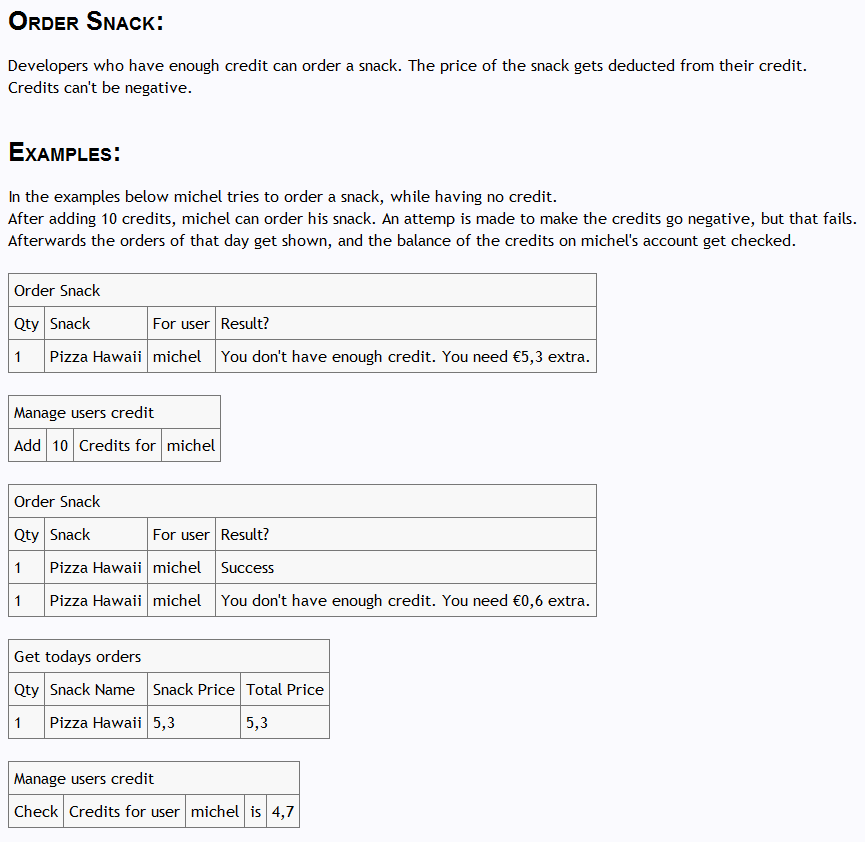 Order Snack:
Developers who have enough credit can order a snack. The price of the snack gets deducted from their credit.
Credits can't be negative.
Examples:
In the examples below michel tries to order a snack, while having no credit.
After adding 10 credits, michel can order his snack. An attemp is made to make the credits go negative, but that fails.
Afterwards the orders of that day get shown, and the balance of the credits on michel's account get checked.
Order Snack
Qty Snack For user Result?
1 Pizza Hawaii michel You don't have enough credit. You need €5,3 extra.
Manage users credit
Add 10 Credits for michel
Order Snack
Qty Snack For user Result?
1 Pizza Hawaii michel Success
1 Pizza Hawaii michel You don't have enough credit. You need €0,6 extra.
Get todays orders
Qty Snack Name Snack Price Total Price
1 Pizza Hawaii 5,3 5,3
Manage users credit
Check Credits for user michel is 4,7